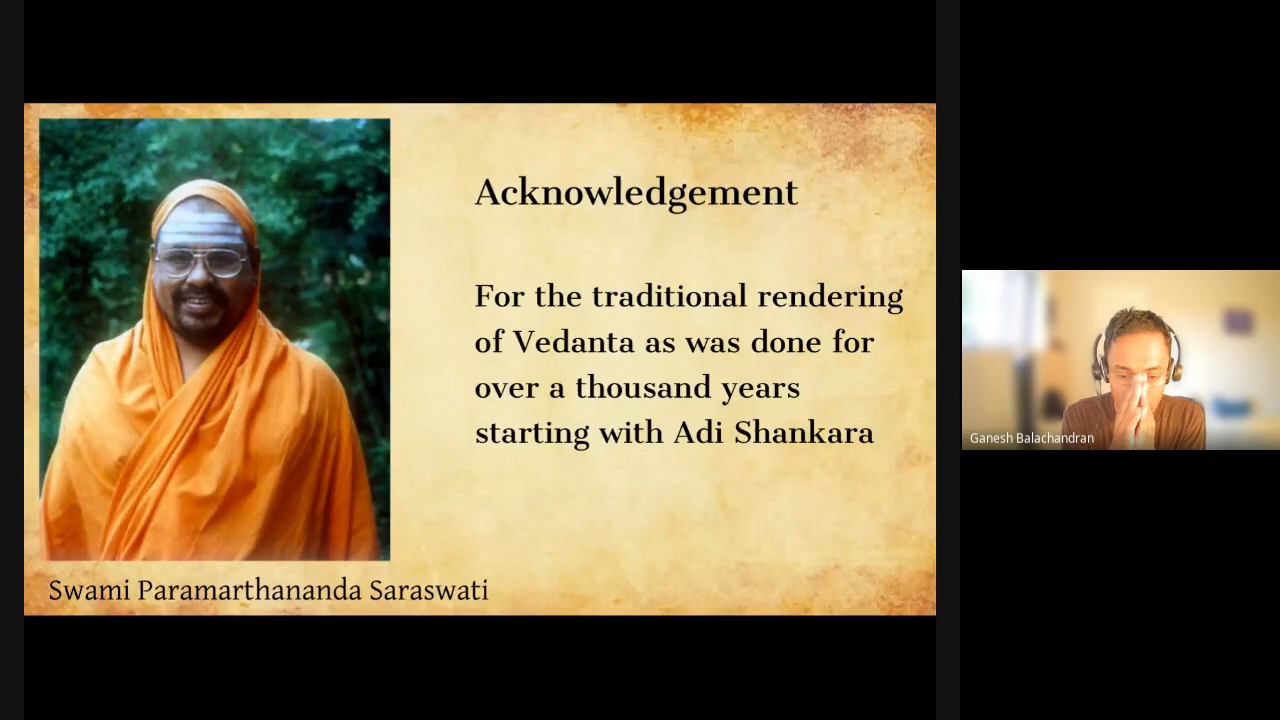 Acknowledgement
For the traditional rendering
of Vedanta as was done for
over a thousand years
starting with Adi Shankara
Swami Paramarthananda Saraswati
Ganesh Balachandran